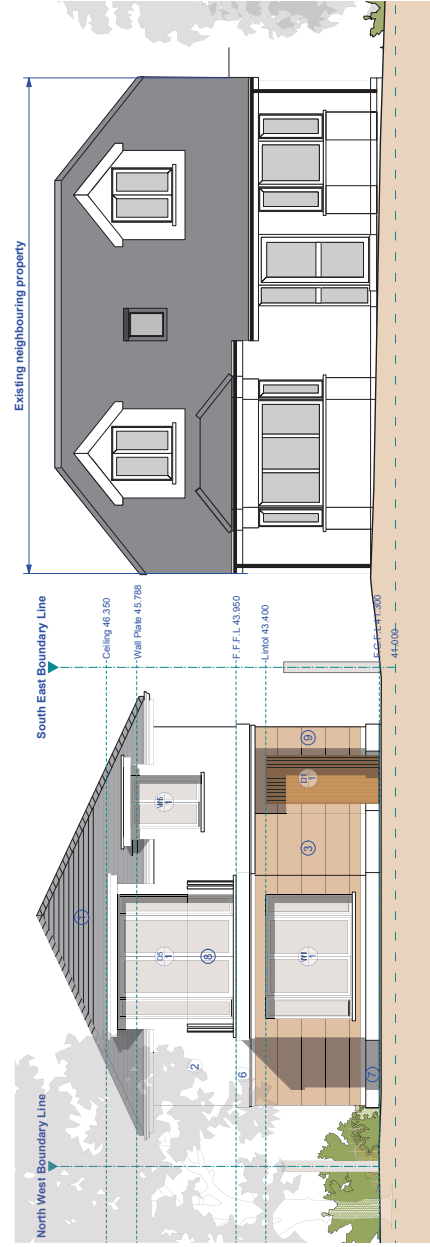 North West Boundary Line
South East Boundary Line
Existing neighbouring property
Ceiling 46.350
Wall Plate 45.788
F.F.F.L 43.950
Lintol 43.400
F.G.F.L 41.300
41.000
1
2
D5
1
W5
1
8
6
3
9
W1
1
D1
1
7